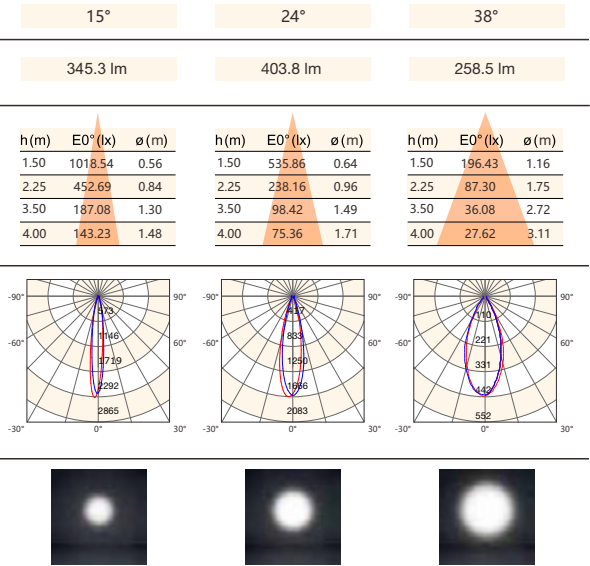 15° 24° 38°
345.3 lm 403.8 lm 258.5 lm
h(m) E0°(lx) ø(m) h(m) E0°(lx) ø(m) h(m) E0°(lx) ø(m)
1.50 1018.54 0.56 1.50 535.86 0.64 1.50 196.43 1.16
2.25 452.69 0.84 2.25 238.16 0.96 2.25 87.30 1.75
3.50 187.08 1.30 3.50 98.42 1.49 3.50 36.08 2.72
4.00 143.23 1.48 4.00 75.36 1.71 4.00 27.62 3.11
-90° 90° -90° 90° -90° 90°
573 417 110
1146 833 221
-60° 60° -60° 60° -60° 60°
1719 1250 331
2292 1666 442
2865 2083 552
-30° 0° 30° -30° 0° 30° -30° 0° 30°